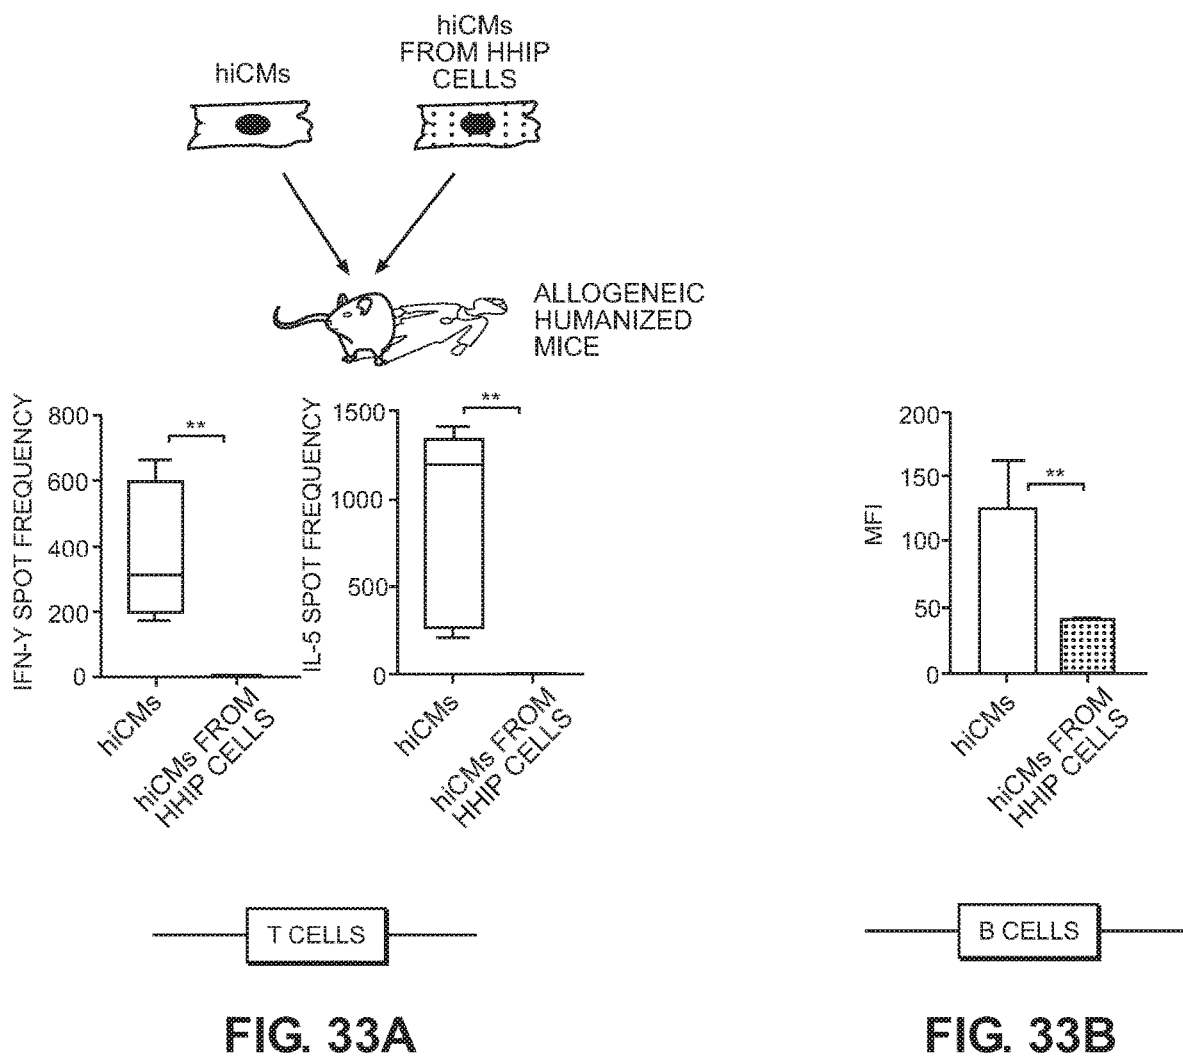 hiCMs
hiCMs
FROM HHIP
CELLS
ALLOGENEIC
HUMANIZED
MICE
IFN-Y SPOT FREQUENCY
800
600
400
200
0
**
hiCMs
hiCMs FROM
HHIP CELLS
IL-5 SPOT FREQUENCY
1500
1000
500
0
**
hiCMs
hiCMs FROM
HHIP CELLS
MFI
200
150
100
50
0
**
hiCMs
hiCMs FROM
HHIP CELLS
T CELLS
B CELLS
FIG. 33A
FIG. 33B